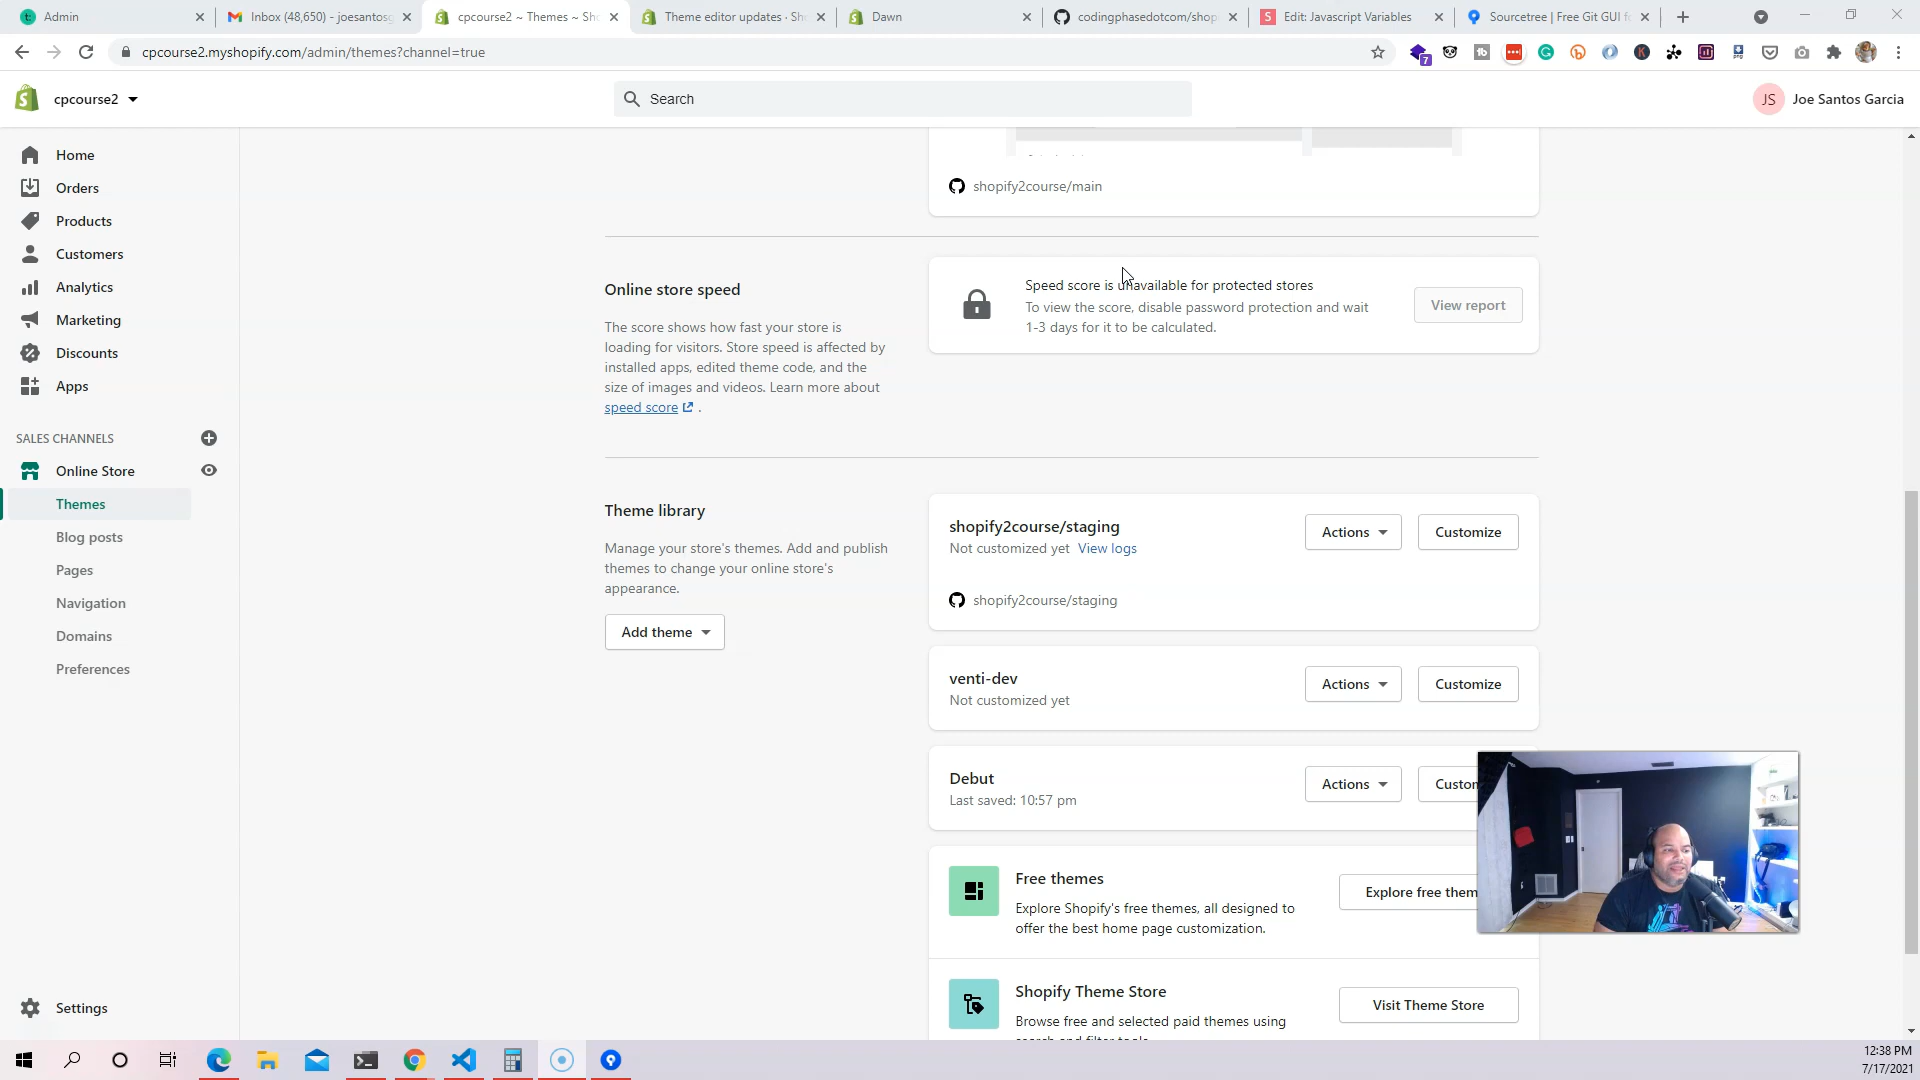 Admin
Inbox (48,650) - joesantosg
cpcourse2 ~ Themes ~ Sh
Theme editor updates · Sh
Dawn
codingphasedotcom/shop
Edit: Javascript Variables
Sourcetree | Free Git GUI f
cpcourse2.myshopify.com/admin/themes?channel=true
7
cpcourse2
Search
JS
Joe Santos Garcia
Home
Orders
Products
Customers
Analytics
Marketing
Discounts
Apps
SALES CHANNELS
Online Store
Themes
Blog posts
Pages
Navigation
Domains
Preferences
Settings
shopify2course/main
Online store speed
The score shows how fast your store is
loading for visitors. Store speed is affected by
installed apps, edited theme code, and the
size of images and videos. Learn more about
speed score .
Speed score is unavailable for protected stores
To view the score, disable password protection and wait
1-3 days for it to be calculated.
View report
Theme library
Manage your store's themes. Add and publish
themes to change your online store's
appearance.
Add theme
shopify2course/staging
Not customized yet View logs
Actions
Customize
shopify2course/staging
venti-dev
Not customized yet
Actions
Customize
Debut
Last saved: 10:57 pm
Actions
Custom
Free themes
Explore Shopify's free themes, all designed to
offer the best home page customization.
Explore free them
Shopify Theme Store
Browse free and selected paid themes using
search and filter tools.
Visit Theme Store
12:38 PM
7/17/2021